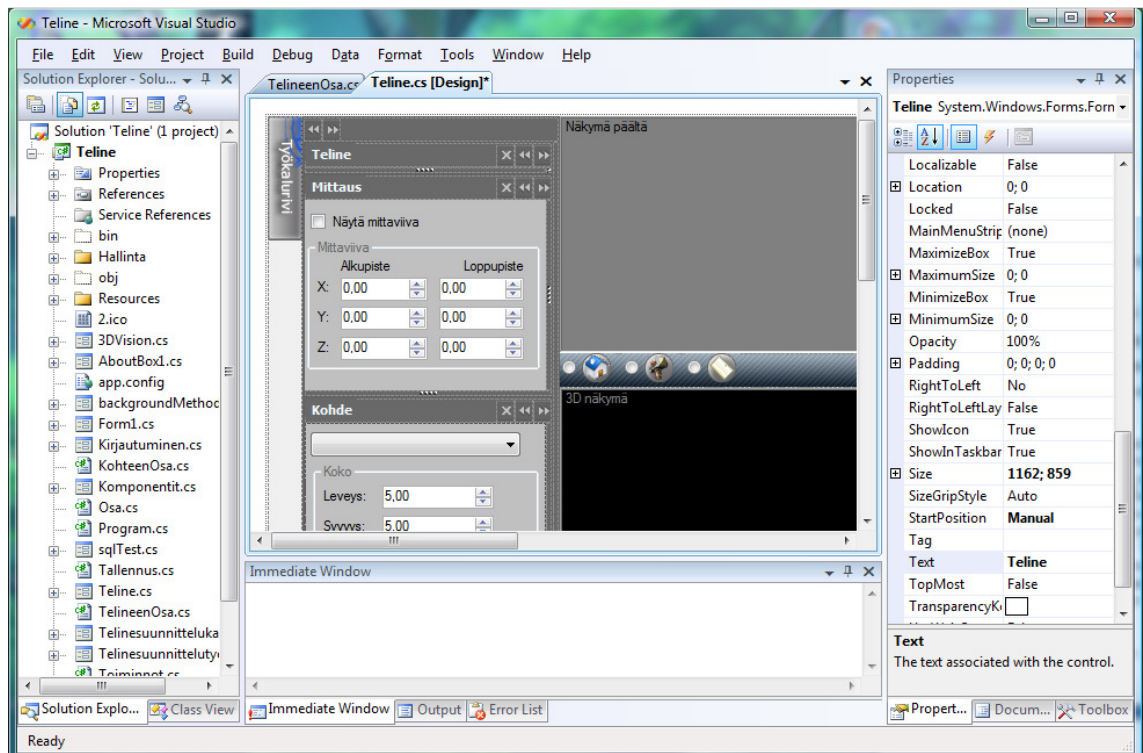 Teline - Microsoft Visual Studio
File Edit View Project Build Debug Data Format Tools Window Help
Solution Explorer - Solu...
Solution 'Teline' (1 project)
Teline
Properties
References
Service References
bin
Hallinta
obj
Resources
2.ico
3DVision.cs
AboutBox1.cs
app.config
backgroundMethoc
Form1.cs
Kirjautuminen.cs
KohteenOsa.cs
Komponentit.cs
Osa.cs
Program.cs
sqlTest.cs
Tallennus.cs
Teline.cs
TelineenOsa.cs
Telinesuunnitteluka
Telinesuunnittelutyö
Toiminnot.cs
Solution Explo... Class View
TelineenOsa.cs Teline.cs [Design]*
Työkalurivi
Teline
Mittaus
Näytä mittaviiva
Mittaviiva
Alkupiste Loppupiste
X: 0,00 0,00
Y: 0,00 0,00
Z: 0,00 0,00
Kohde
Koko
Leveys: 5,00
Syvyys: 5,00
Näkymä päältä
3D näkymä
Immediate Window
Immediate Window Output Error List
Properties
Teline System.Windows.Forms.Forn
Localizable False
Location 0; 0
Locked False
MainMenuStrip (none)
MaximizeBox True
MaximumSize 0; 0
MinimizeBox True
MinimumSize 0; 0
Opacity 100%
Padding 0; 0; 0; 0
RightToLeft No
RightToLeftLay False
ShowIcon True
ShowInTaskbar True
Size 1162; 859
SizeGripStyle Auto
StartPosition Manual
Tag
Text Teline
TopMost False
TransparencyK
Text
The text associated with the control.
Propert... Docum... Toolbox
Ready